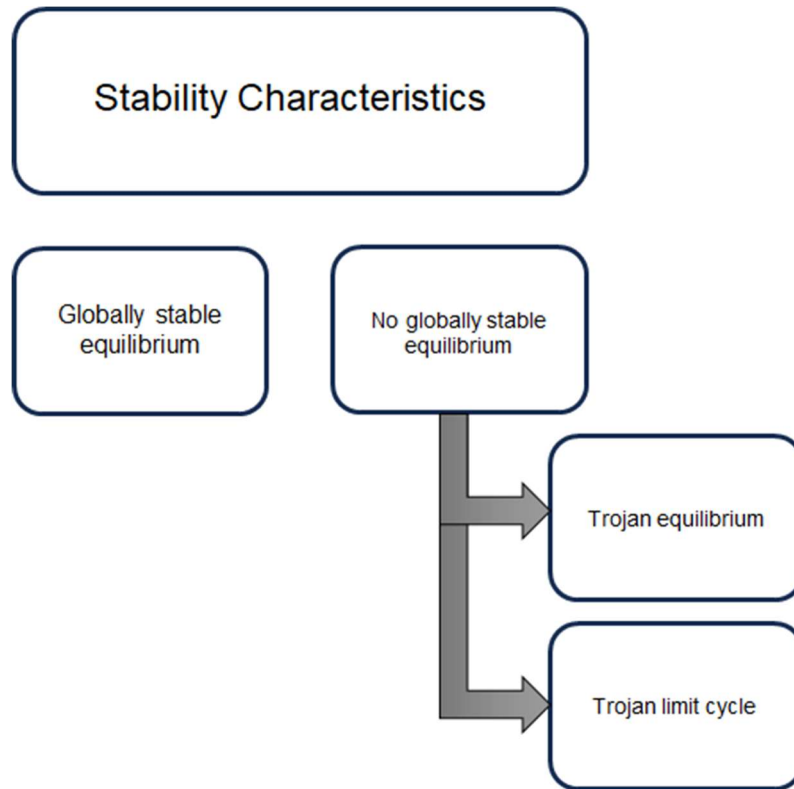 Stability Characteristics
Globally stable
equilibrium
No globally stable
equilibrium
Trojan equilibrium
Trojan limit cycle